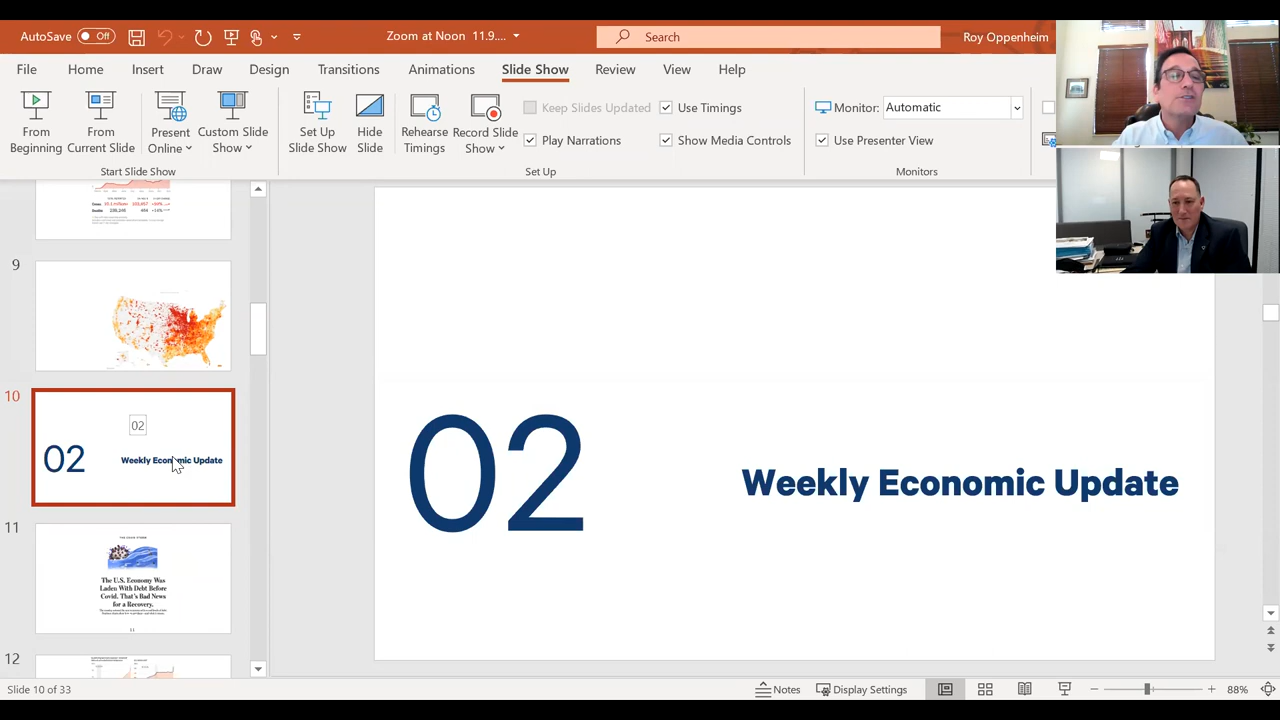 AutoSave Off
Zoom at Noon 11.9....
Search
Roy Oppenheim
File Home Insert Draw Design Transitions Animations Slide Show Review View Help
From Beginning
From Current Slide
Present Online
Custom Slide Show
Set Up Slide Show
Hide Slide
Rehearse Timings
Record Slide Show
Keep Slides Updated
Use Timings
Play Narrations
Show Media Controls
Monitor: Automatic
Use Presenter View
Start Slide Show
Set Up
Monitors
9
10
02
02
Weekly Economic Update
11
The U.S. Economy Was
Laden With Debt Before
Covid. That's Bad News
for a Recovery.
11
12
02
Weekly Economic Update
Slide 10 of 33
Notes
Display Settings
88%